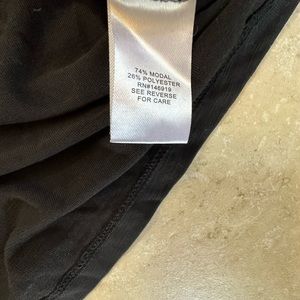 74% MODAL
26% POLYESTER
RN#146919
SEE REVERSE
FOR CARE